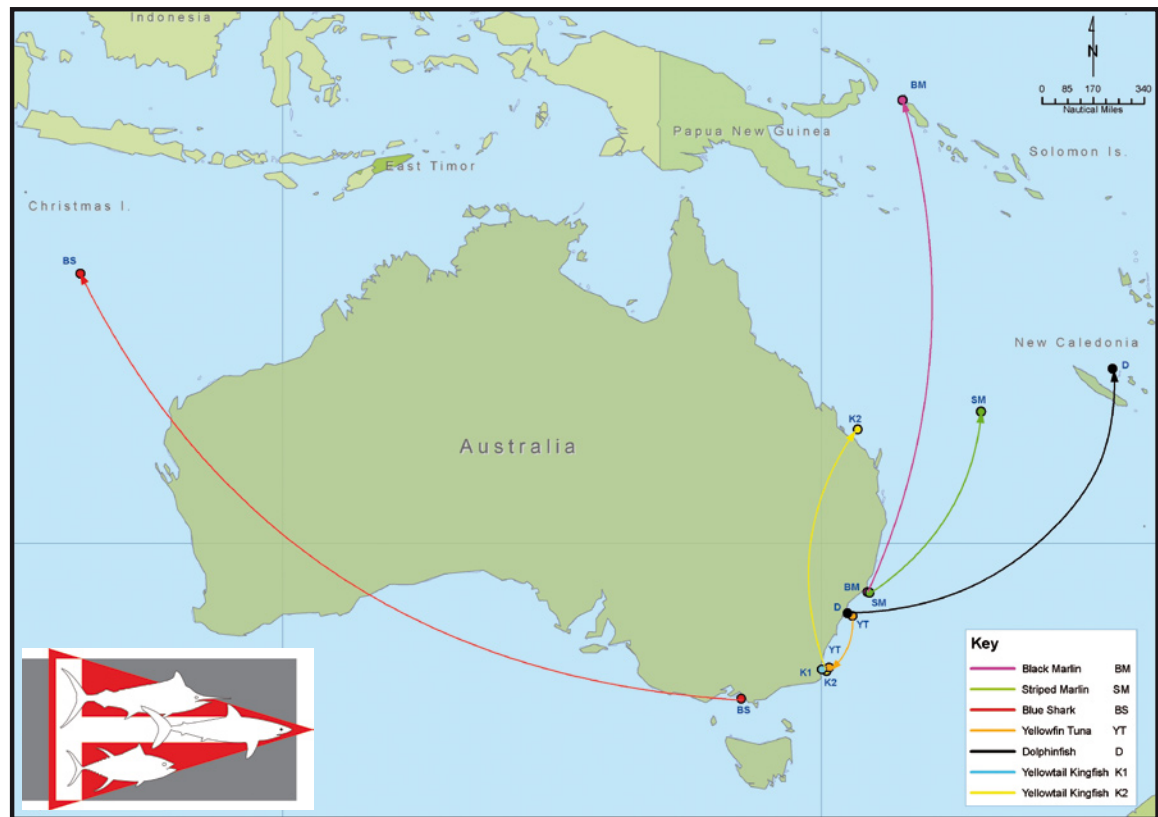 Indonesia
N
0 85 170 340
Nautical Miles
BM
Papua New Guinea
Solomon Is.
East Timor
Christmas I.
BS
New Caledonia
D
SM
K2
Australia
BM
SM
D
YT
YT
K1
K2
BS
Key
Black Marlin BM
Striped Marlin SM
Blue Shark BS
Yellowfin Tuna YT
Dolphinfish D
Yellowtail Kingfish K1
Yellowtail Kingfish K2